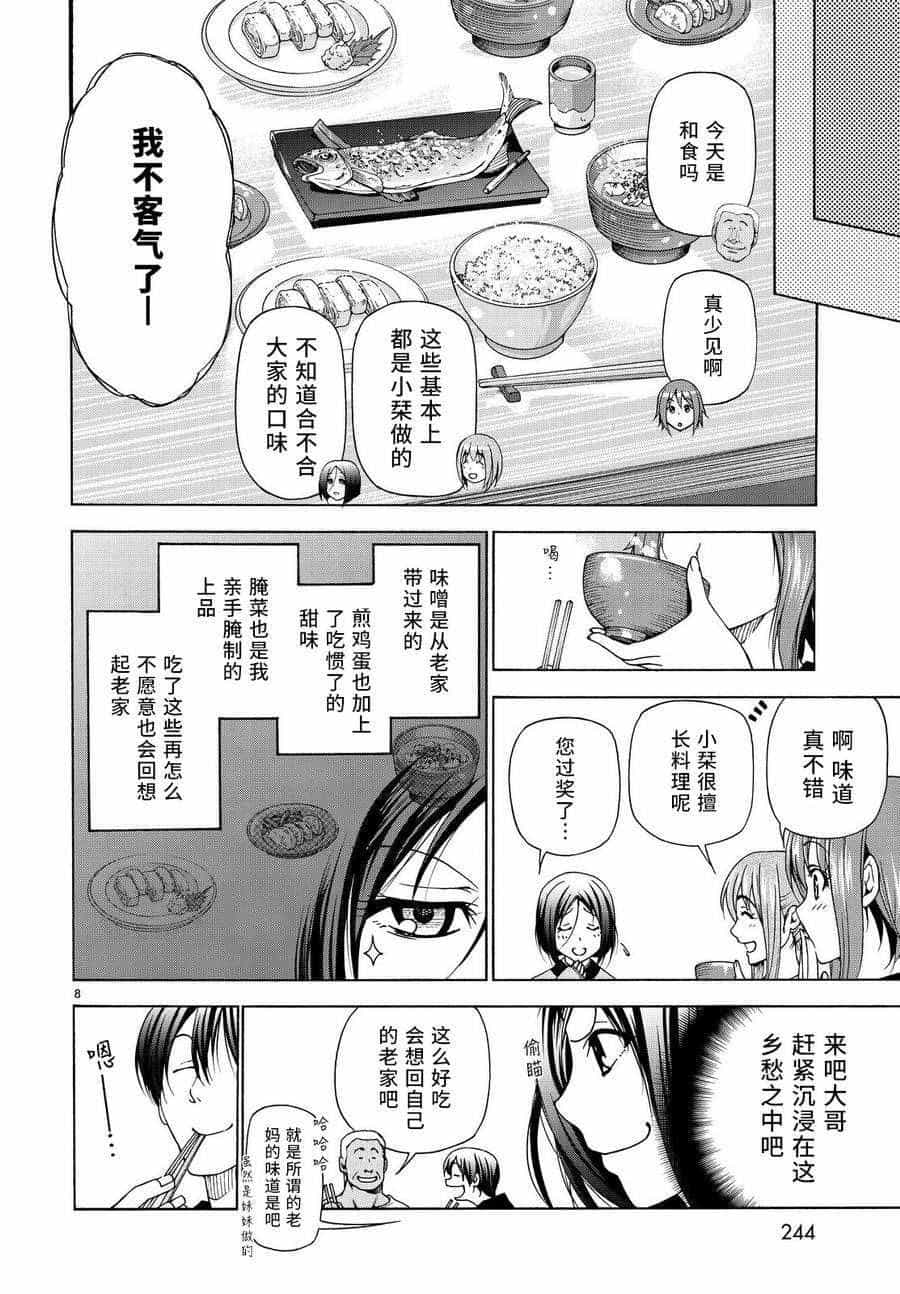 今天是
和食吗
真少见啊
这些基本上
都是小栞做的
不知道合不合
大家的口味
我不客气了—
喝…
啊 味道
真不错
小栞很擅
长料理呢
您过奖
了…
味噌是从老家
带过来的
煎鸡蛋也加上
了吃惯了的
甜味
腌菜也是我
亲手腌制的
上品
吃了这些再怎么
不愿意也会回想
起老家
8
来吧大哥
赶紧沉浸在这
乡愁之中吧
偷瞄
这么好吃
会想回自己
的老家吧
哈哈哈
就是所谓的老
妈的味道是吧
虽然是妹妹做的
嗯……
244